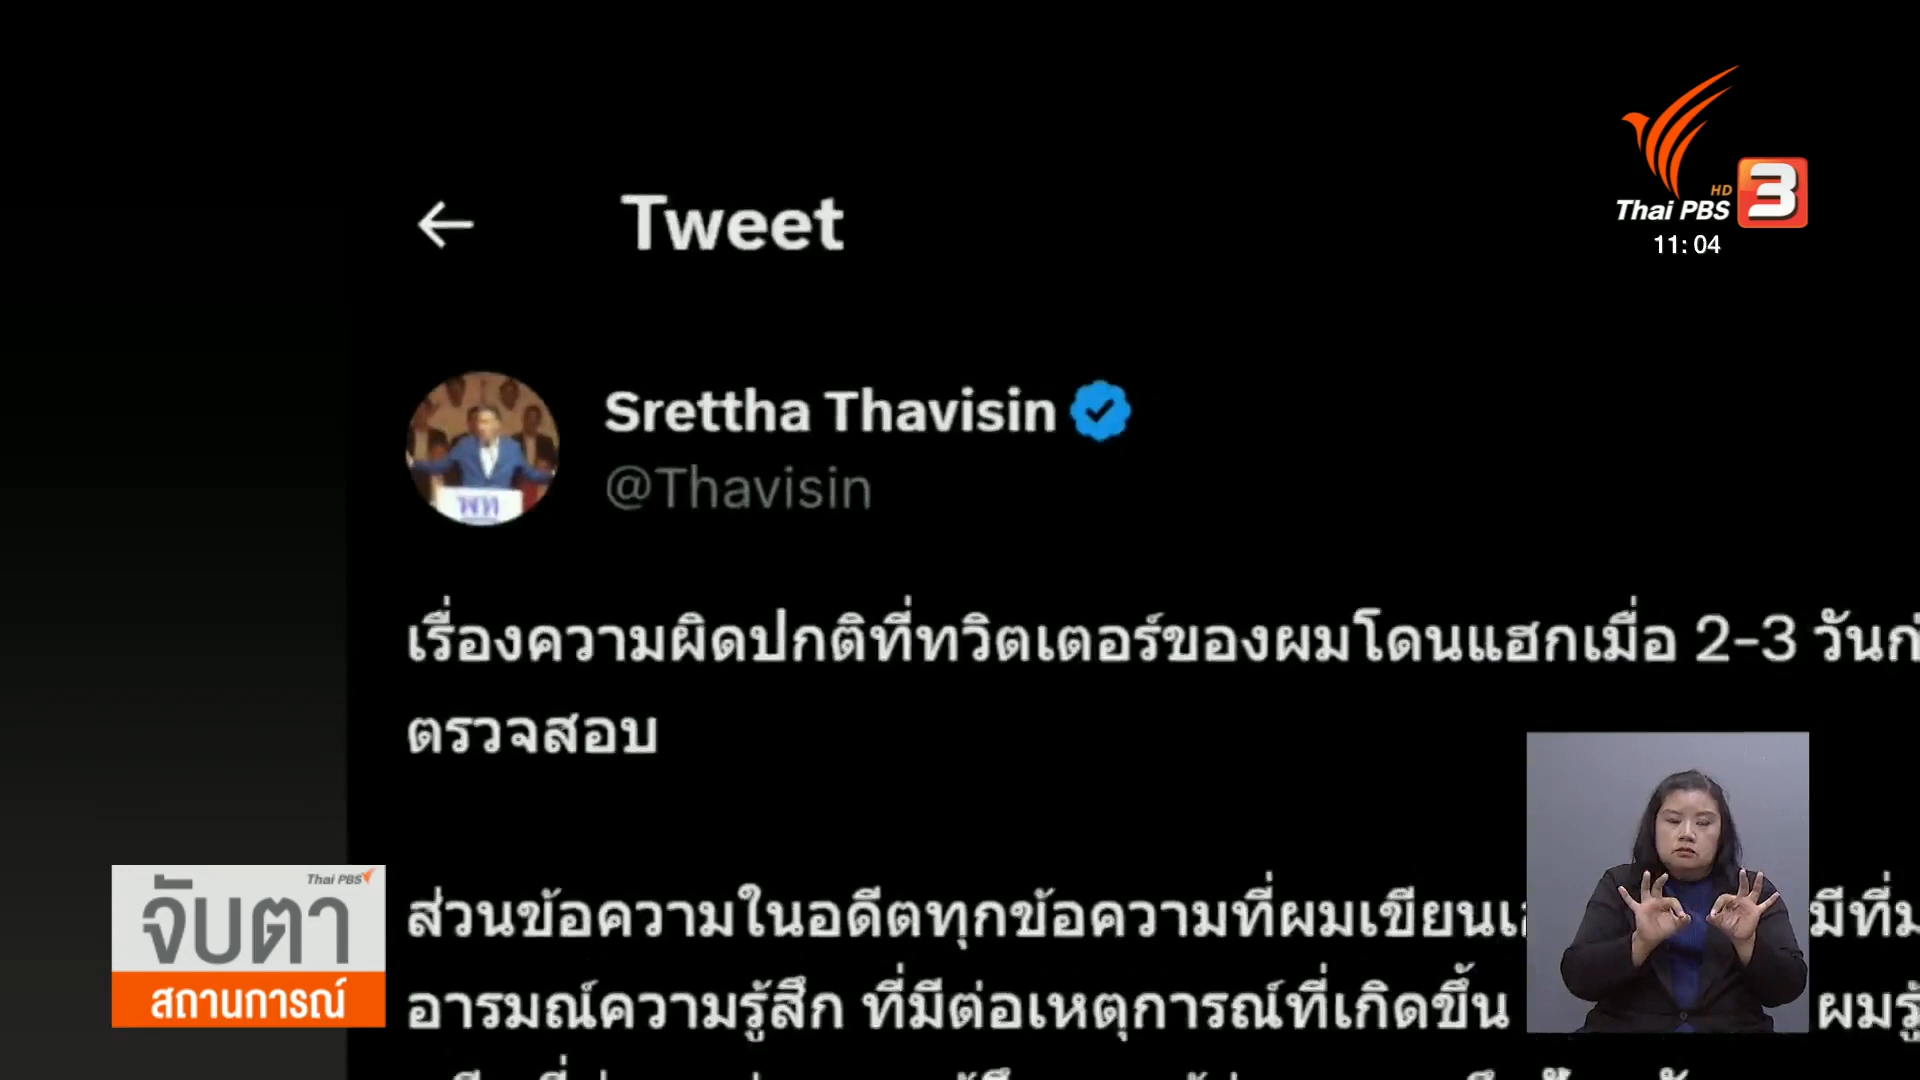 Tweet
HD
Thai PBS 3
11:04
Srettha Thavisin
@Thavisin
พท
เรื่องความผิดปกติที่ทวิตเตอร์ของผมโดนแฮกเมื่อ 2-3
ตรวจสอบ
ส่วนข้อความในอดีตทุกข้อความที่ผมเขียน
อารมณ์ความรู้สึก ที่มีต่อเหตุการณ์ที่เกิดขึ้น
Thai PBS
จับตา
สถานการณ์